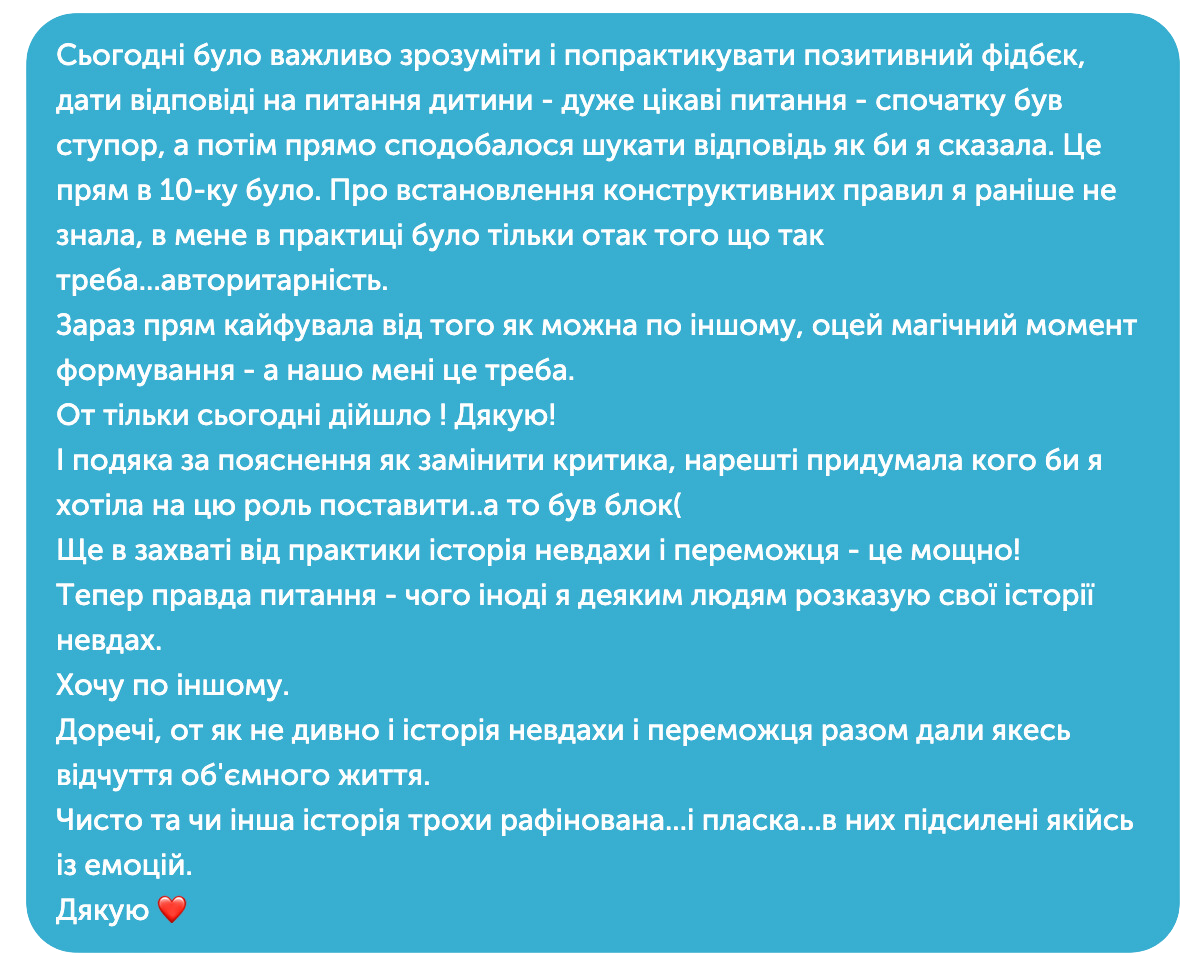 Сьогодні було важливо зрозуміти і попрактикувати позитивний фідбєк,
дати відповіді на питання дитини - дуже цікаві питання - спочатку був
ступор, а потім прямо сподобалося шукати відповідь як би я сказала. Це
прям в 10-ку було. Про встановлення конструктивних правил я раніше не
знала, в мене в практиці було тільки отак того що так
треба...авторитарність.
Зараз прям кайфувала від того як можна по іншому, оцей магічний момент
формування - а нашо мені це треба.
От тільки сьогодні дійшло ! Дякую!
І подяка за пояснення як замінити критика, нарешті придумала кого би я
хотіла на цю роль поставити..а то був блок(
Ще в захваті від практики історія невдахи і переможця - це мощно!
Тепер правда питання - чого іноді я деяким людям розказую свої історії
невдах.
Хочу по іншому.
Доречі, от як не дивно і історія невдахи і переможця разом дали якесь
відчуття об'ємного життя.
Чисто та чи інша історія трохи рафінована...і пласка...в них підсилені якійсь
із емоцій.
Дякую ❤️